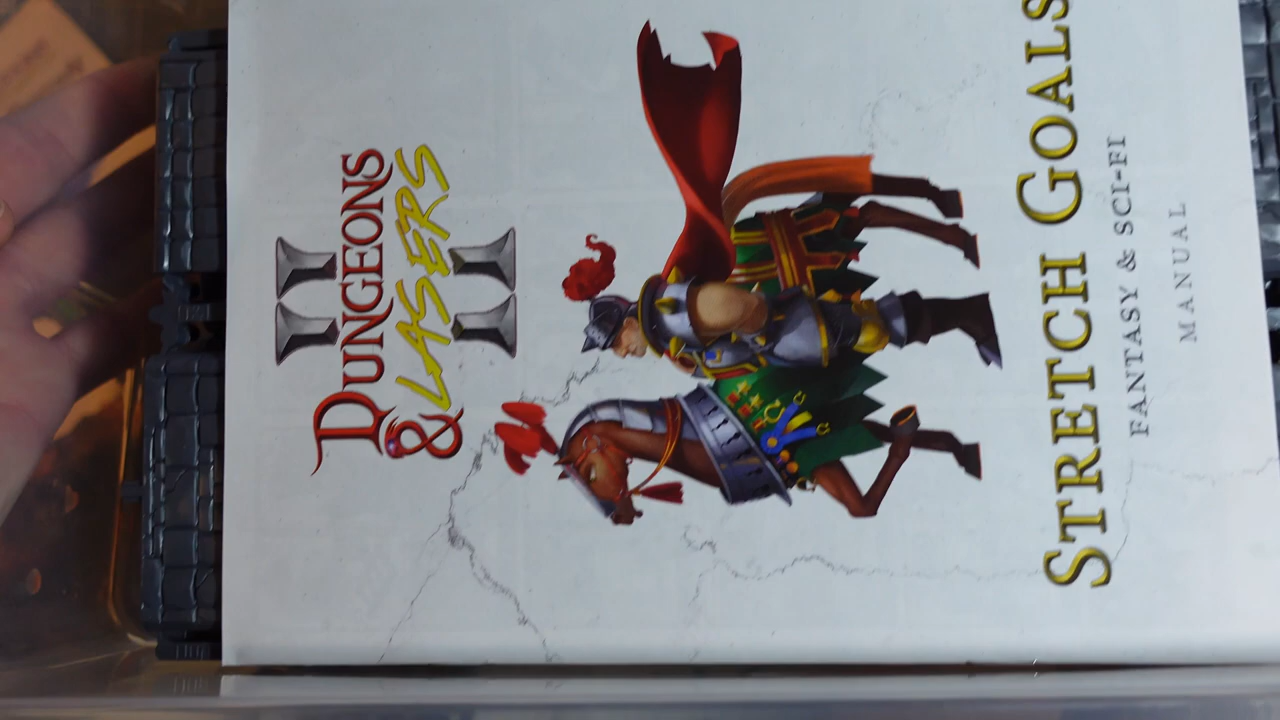 II
DUNGEONS
& LASERS
STRETCH GOALS
FANTASY & SCI-FI
MANUAL